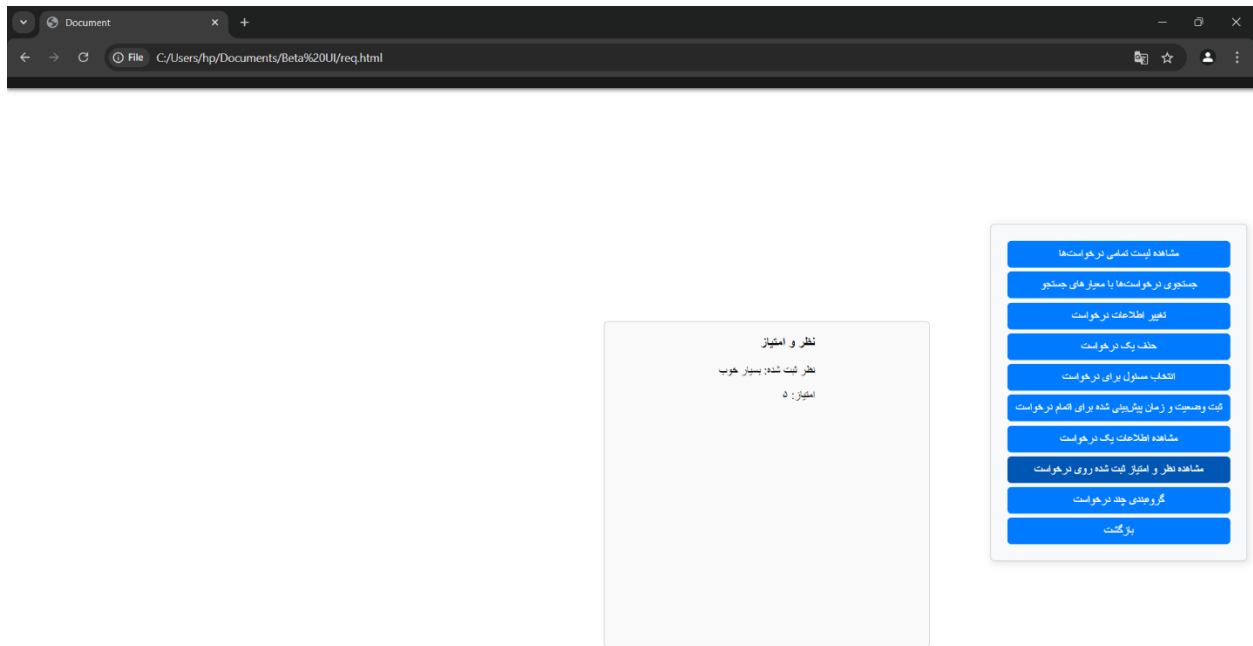 Document
File C:/Users/hp/Documents/Beta%20UI/req.html
مشاهده لیست تمامی درخواست‌ها
جستجوی درخواست‌ها با معیارهای جستجو
تغییر اطلاعات درخواست
حذف یک درخواست
انتخاب مسئول برای درخواست
ثبت وضعیت و زمان پیش‌بینی شده برای اتمام درخواست
مشاهده اطلاعات یک درخواست
مشاهده نظر و امتیاز ثبت شده روی درخواست
گروه‌بندی چند درخواست
بازگشت
نظر و امتیاز
نظر ثبت شده: بسیار خوب
امتیاز: ۵